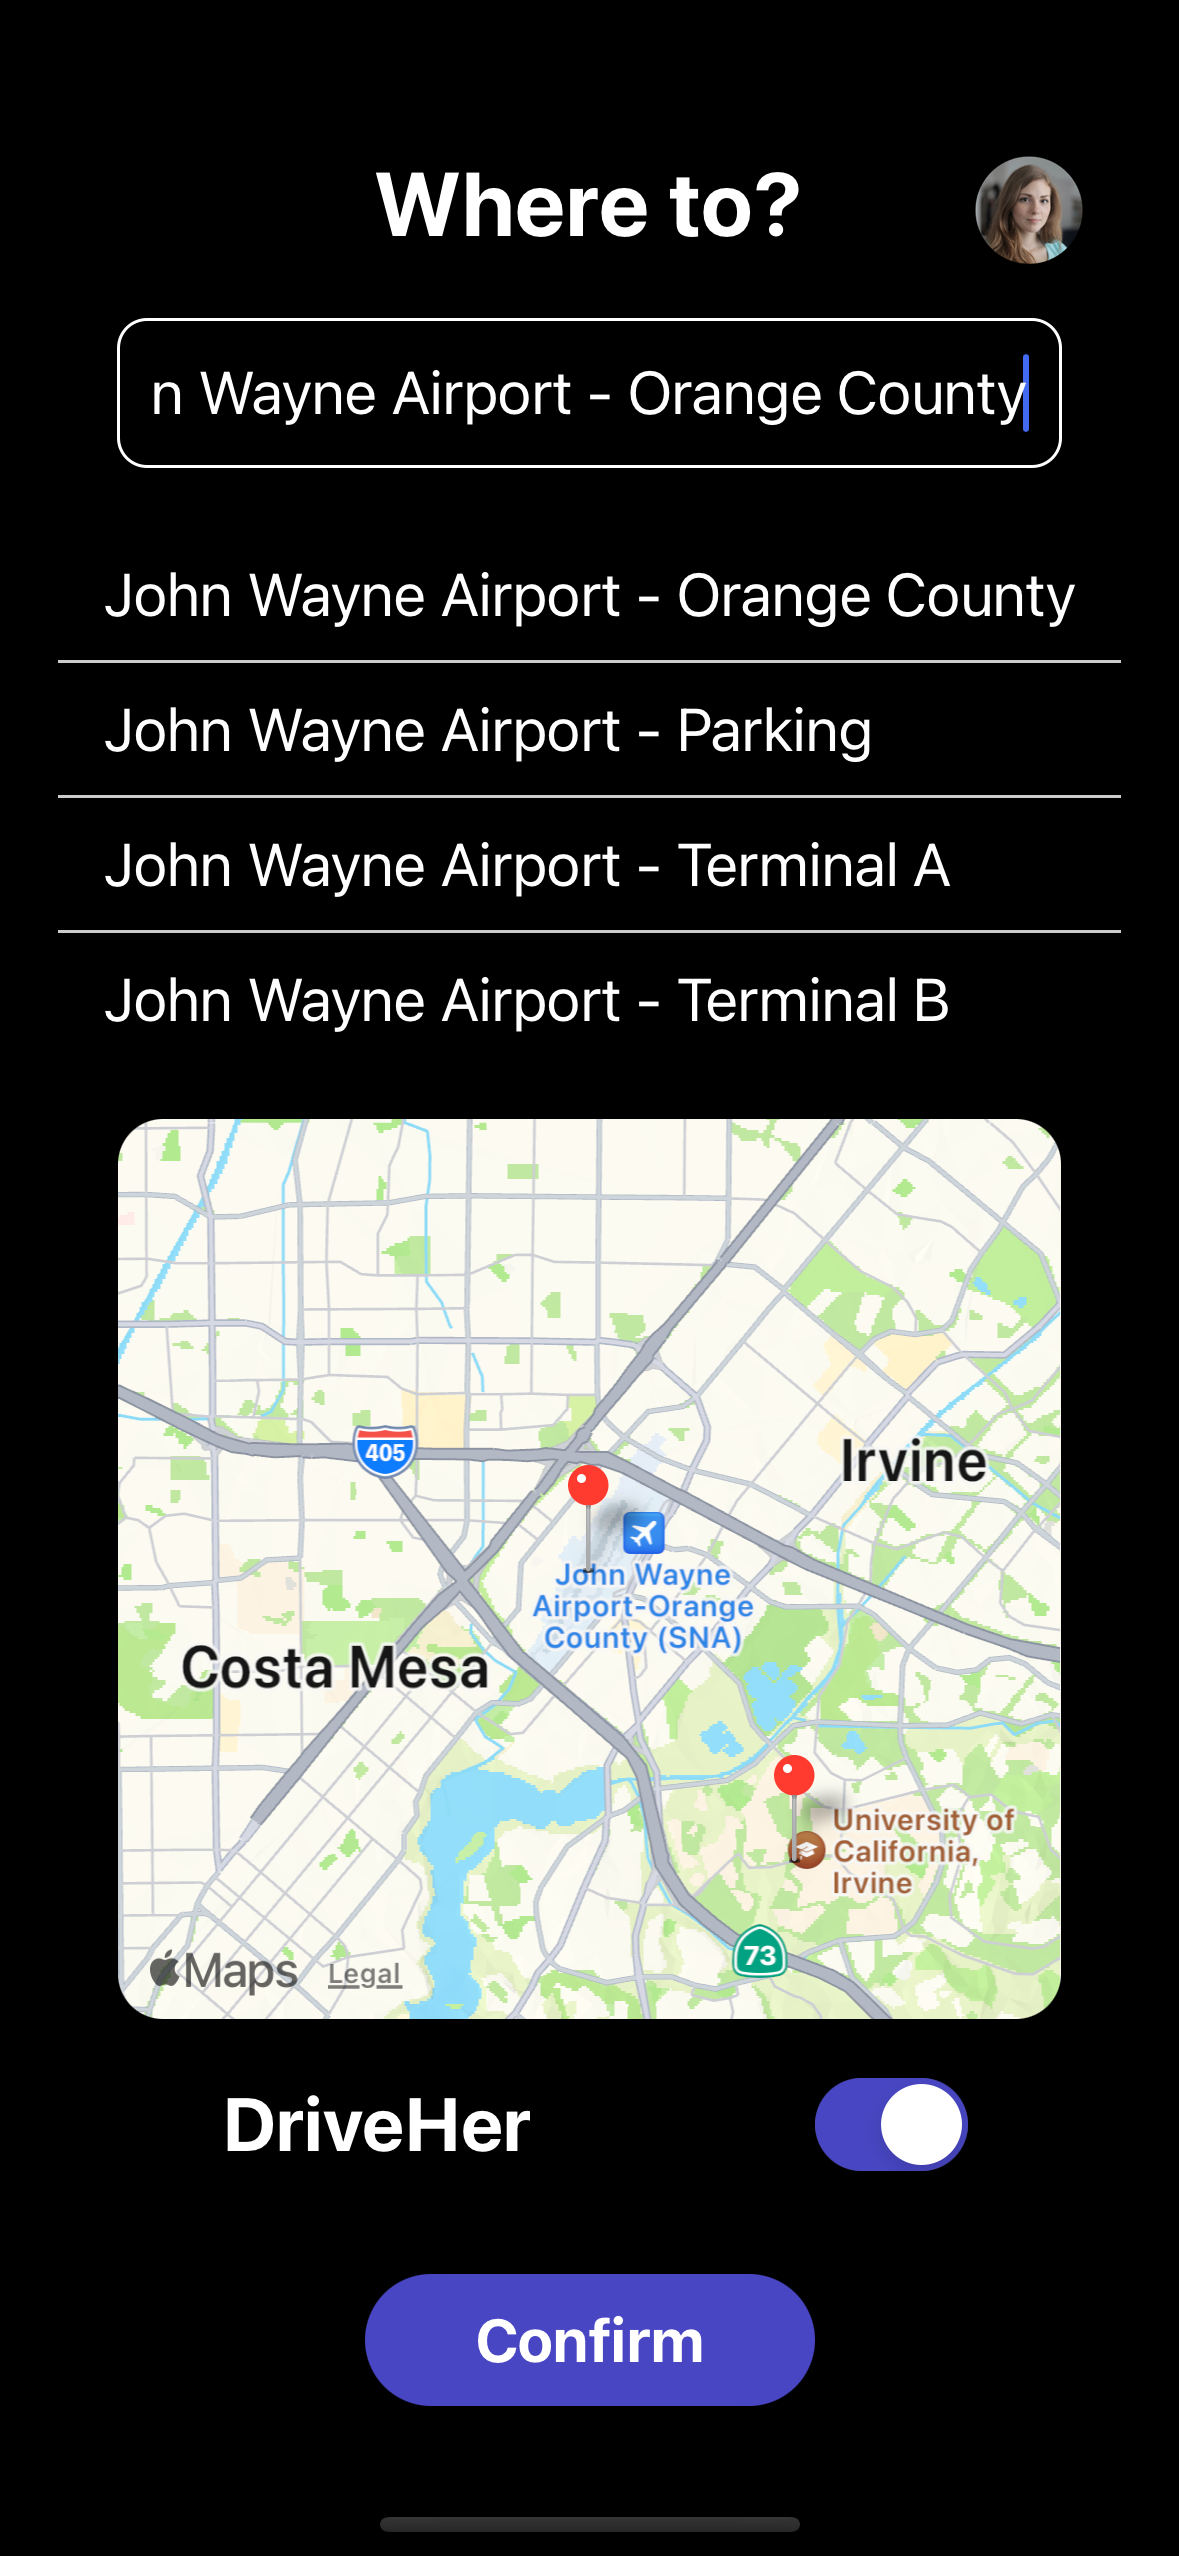 Where to?
n Wayne Airport - Orange County
John Wayne Airport - Orange County
John Wayne Airport - Parking
John Wayne Airport - Terminal A
John Wayne Airport - Terminal B
405
Irvine
John Wayne
Airport-Orange
County (SNA)
Costa Mesa
University of
California,
Irvine
73
Maps Legal
DriveHer
Confirm